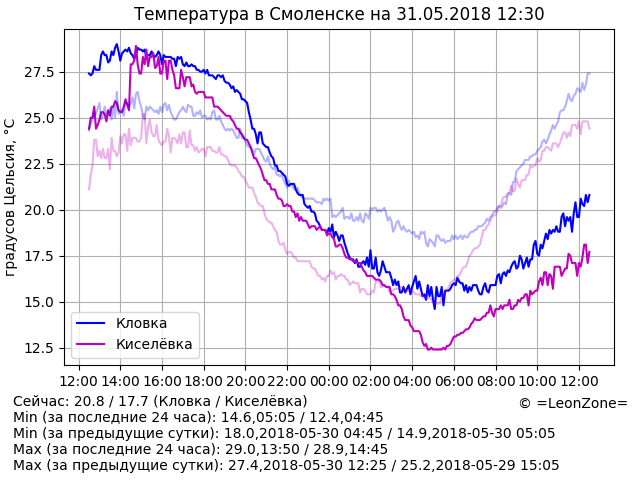 Температура в Смоленске на 31.05.2018 12:30
градусов Цельсия, °C
27.5
25.0
22.5
20.0
17.5
15.0
12.5
Кловка
Киселёвка
12:00 14:00 16:00 18:00 20:00 22:00 00:00 02:00 04:00 06:00 08:00 10:00 12:00
© =LeonZone=
Сейчас: 20.8 / 17.7 (Кловка / Киселёвка)
Min (за последние 24 часа): 14.6,05:05 / 12.4,04:45
Min (за предыдущие сутки): 18.0,2018-05-30 04:45 / 14.9,2018-05-30 05:05
Max (за последние 24 часа): 29.0,13:50 / 28.9,14:45
Max (за предыдущие сутки): 27.4,2018-05-30 12:25 / 25.2,2018-05-29 15:05